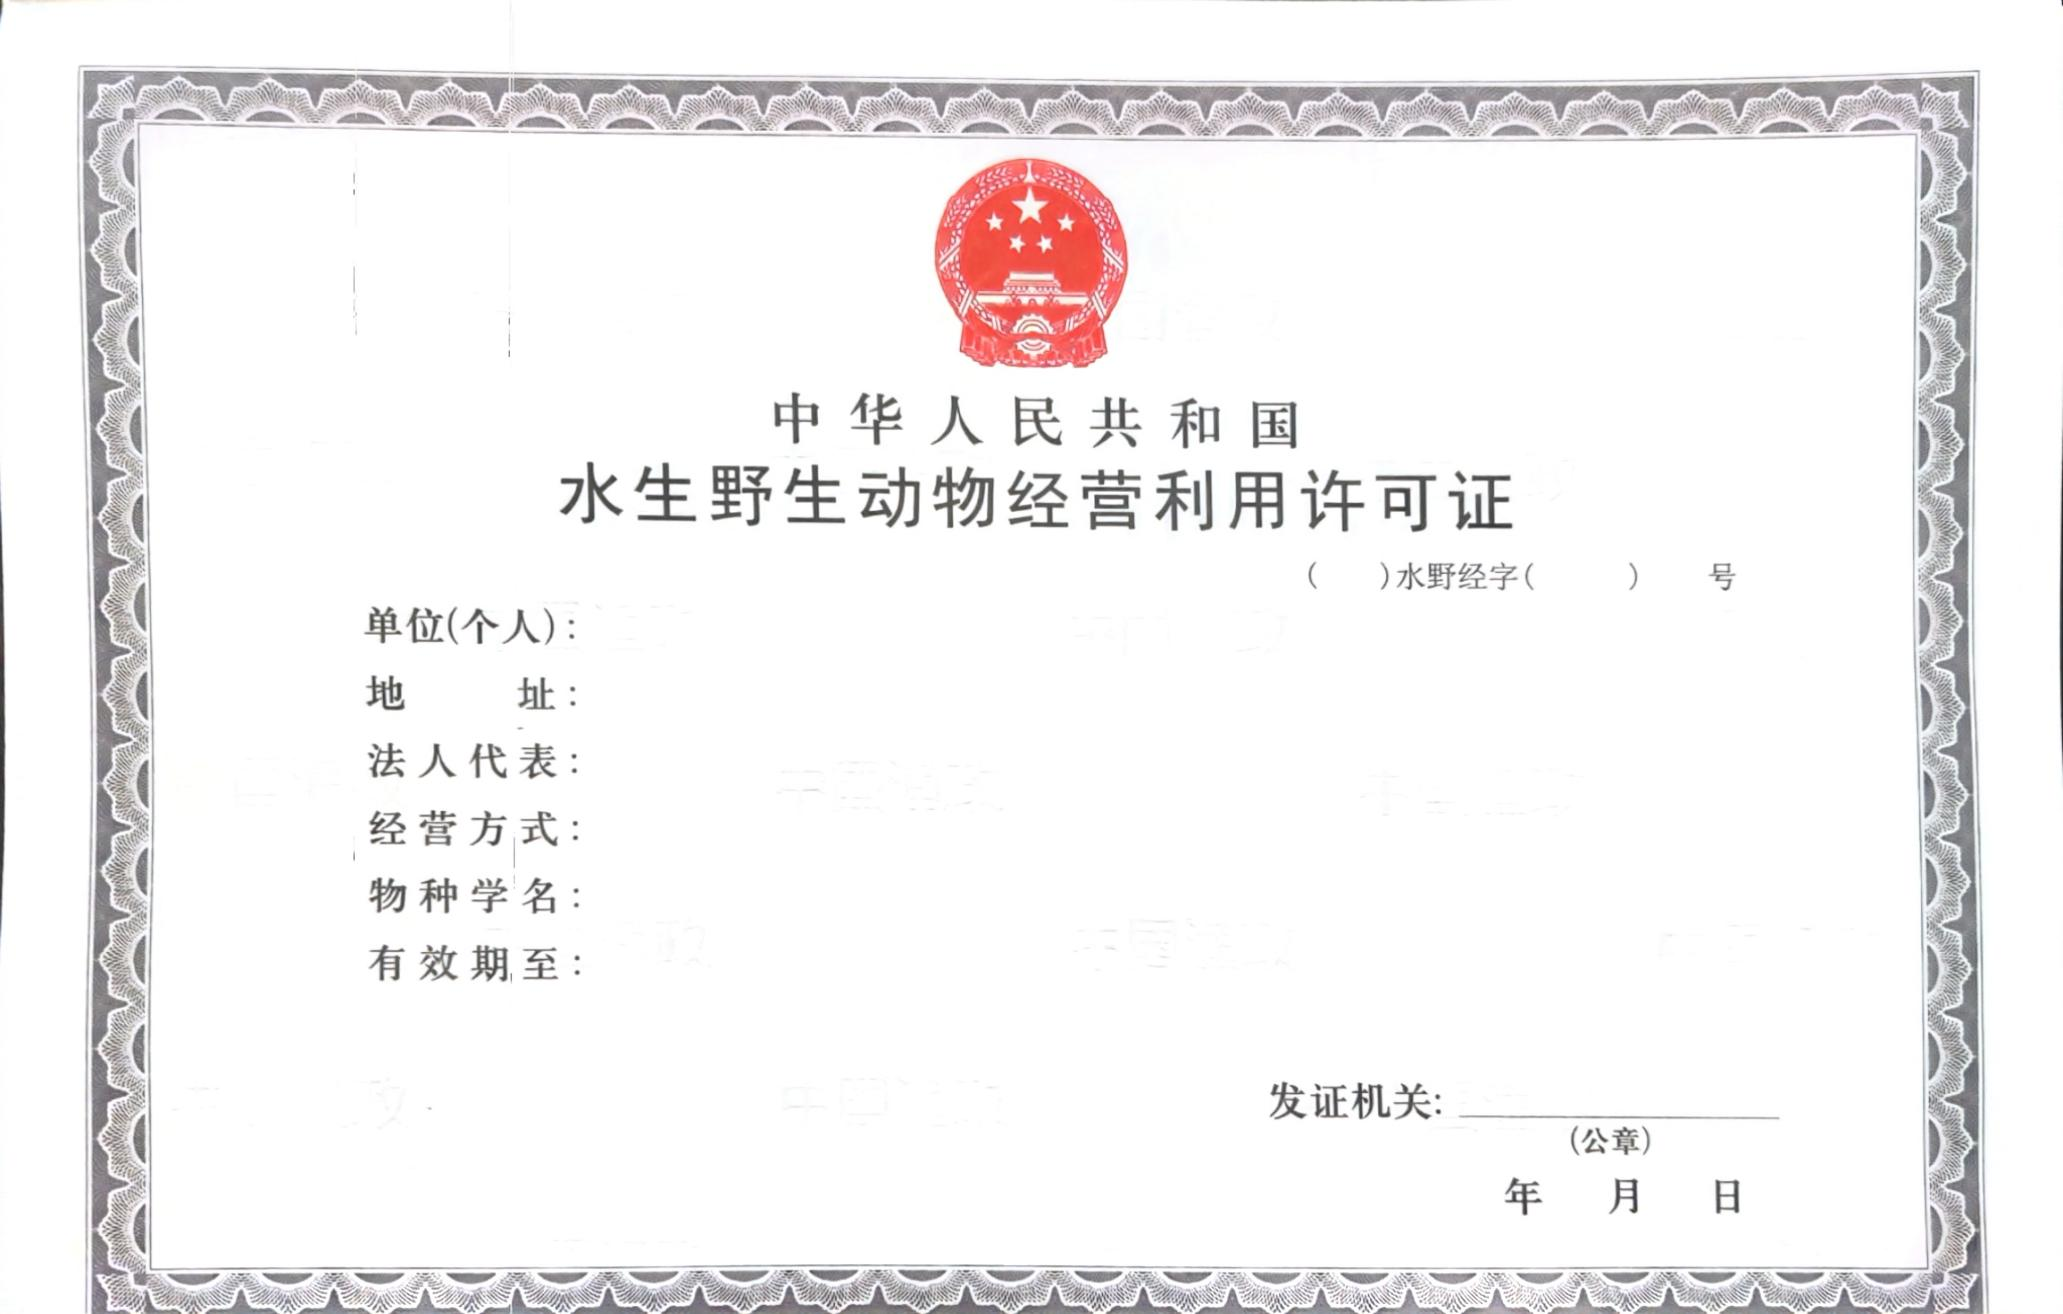 中华人民共和国
水生野生动物经营利用许可证
( )水野经字( ) 号
单位(个人):
地 址:
法人代表:
经营方式:
物种学名:
有效期至:
发证机关:
(公章)
年 月 日